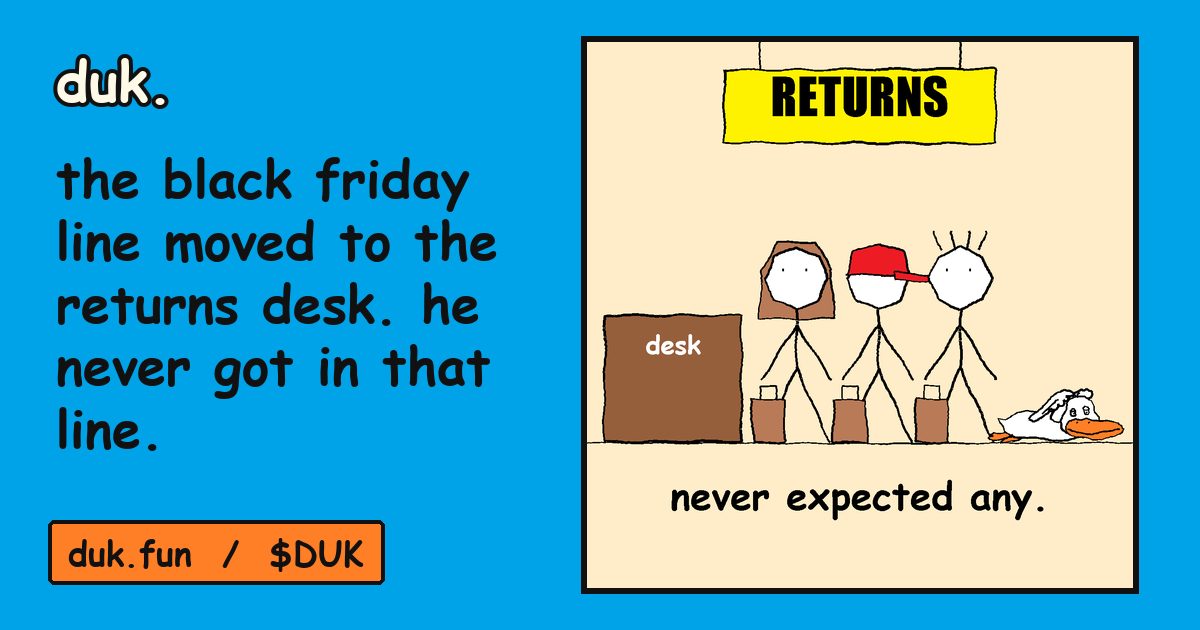 duk.
the black friday
line moved to the
returns desk. he
never got in that
line.
duk.fun / $DUK
RETURNS
desk
never expected any.